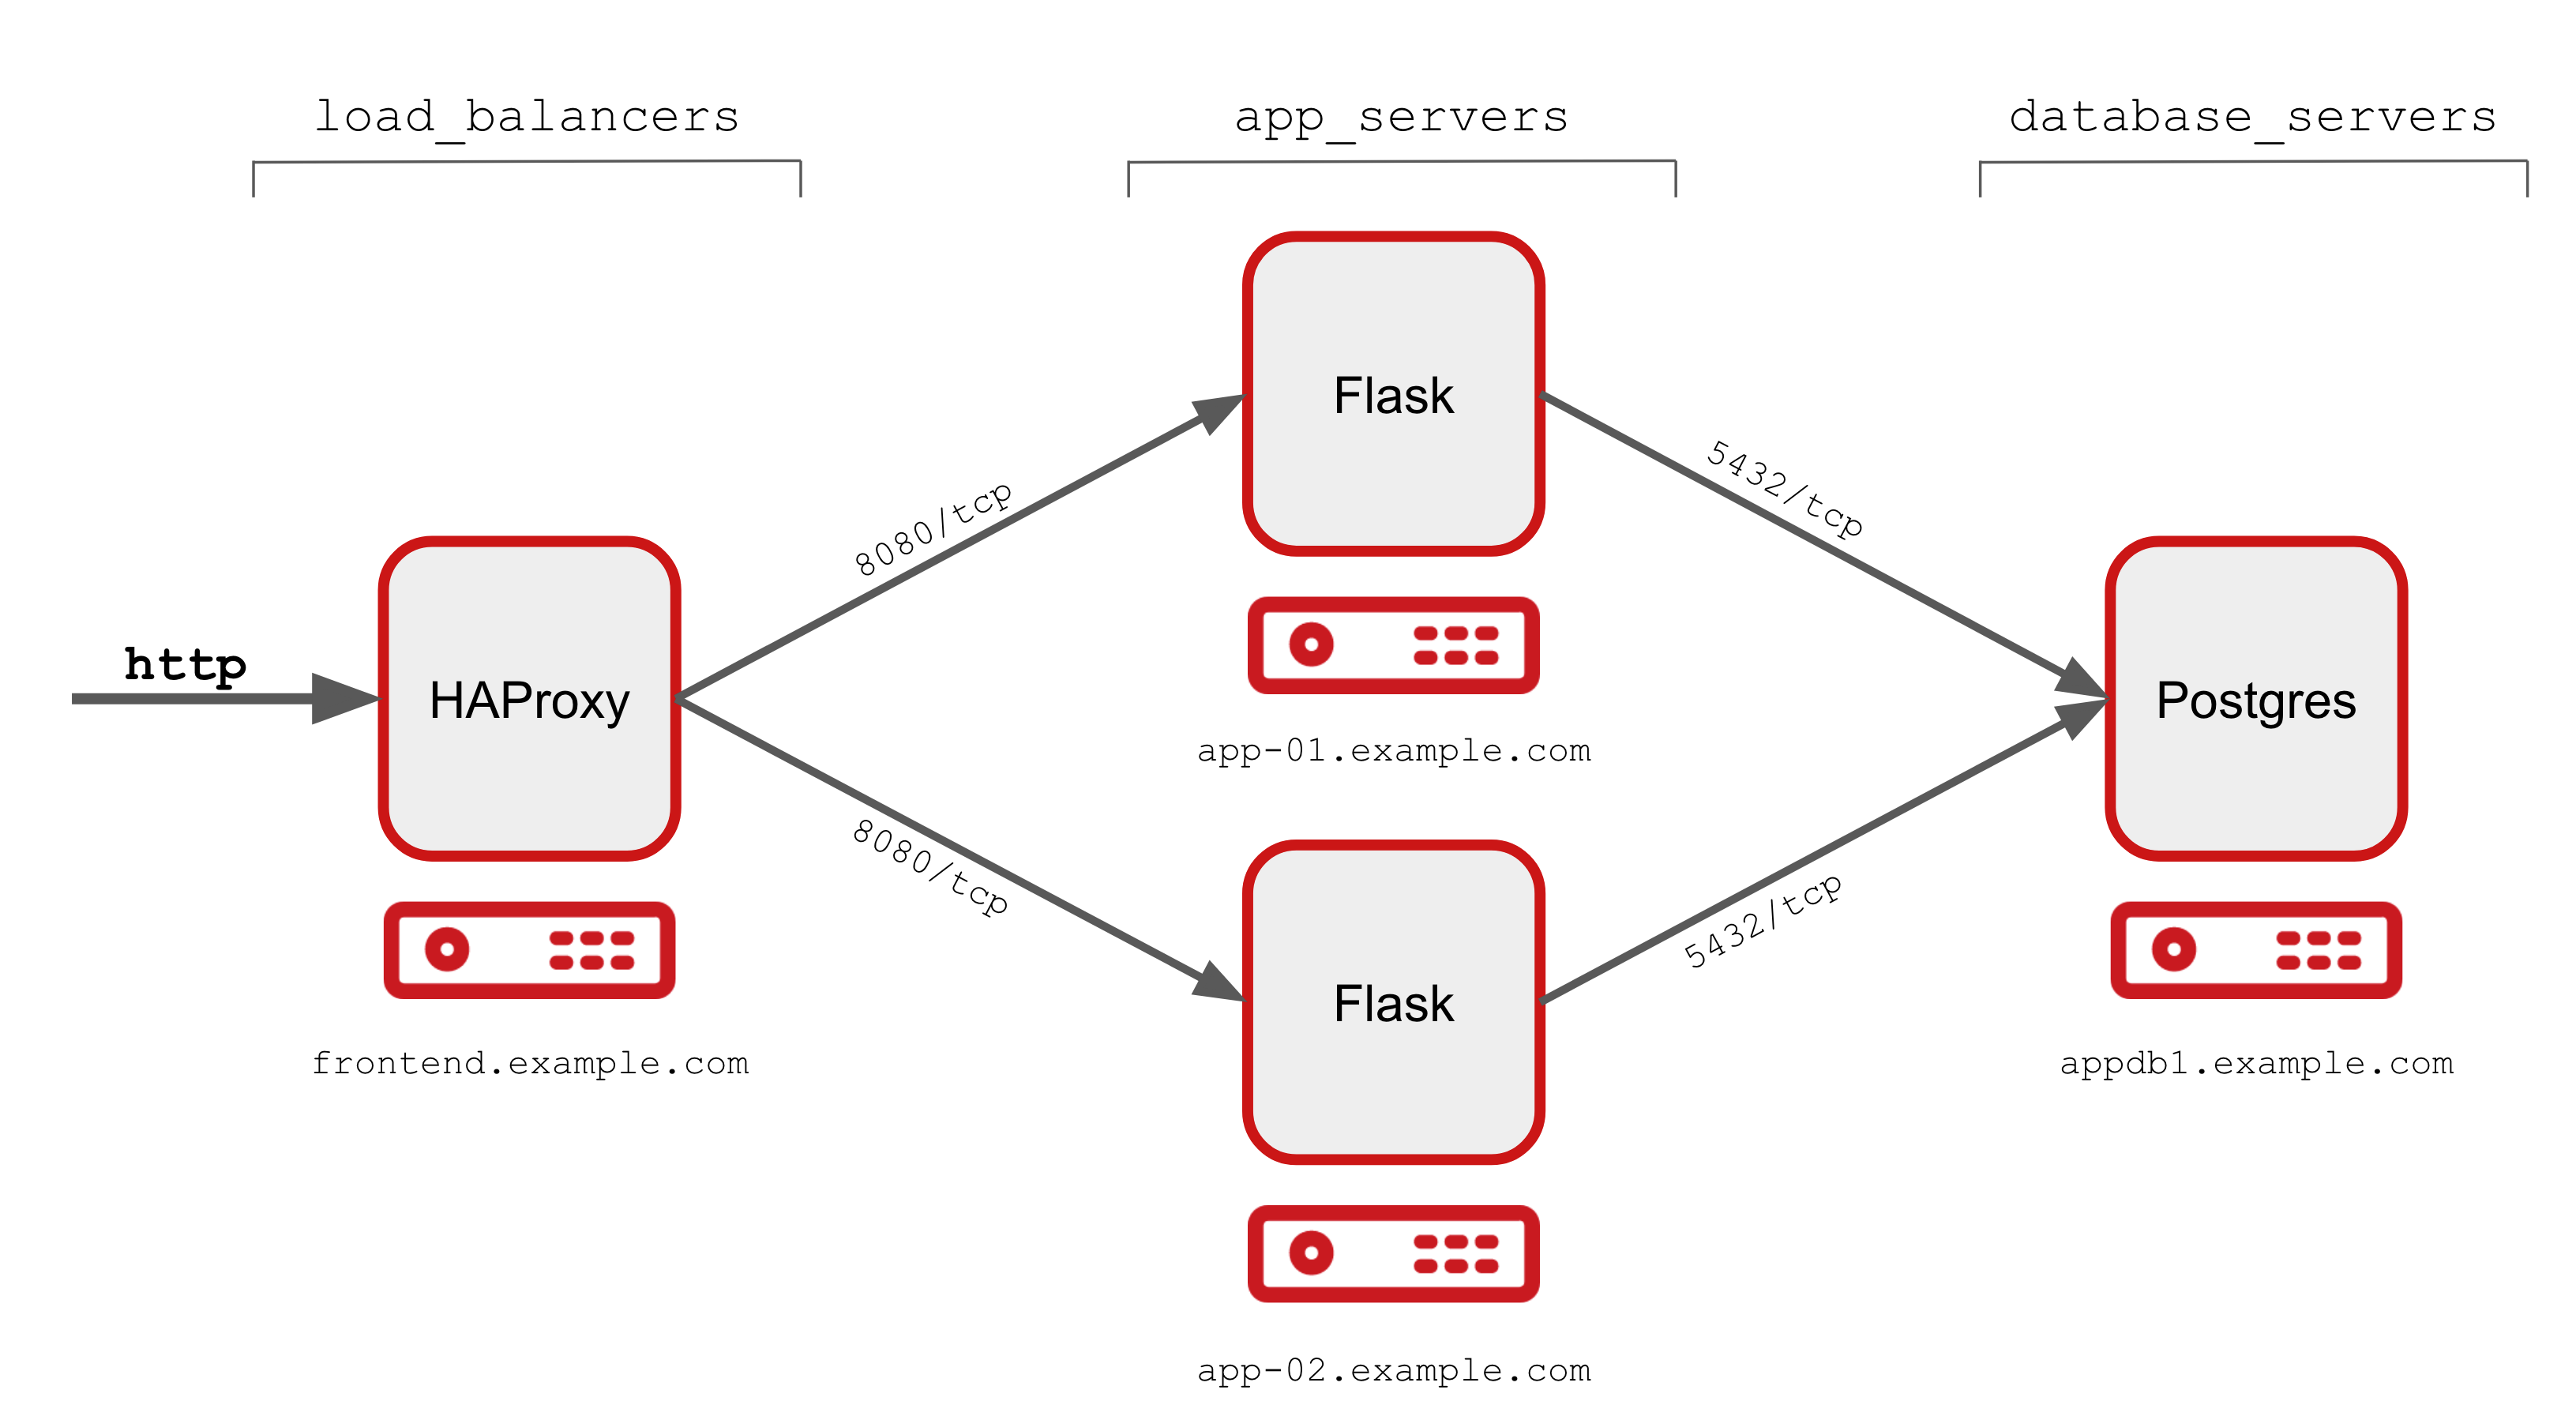 load_balancers
app_servers
database_servers
http
HAProxy
frontend.example.com
8080/tcp
8080/tcp
Flask
app-01.example.com
Flask
app-02.example.com
5432/tcp
5432/tcp
Postgres
appdb1.example.com